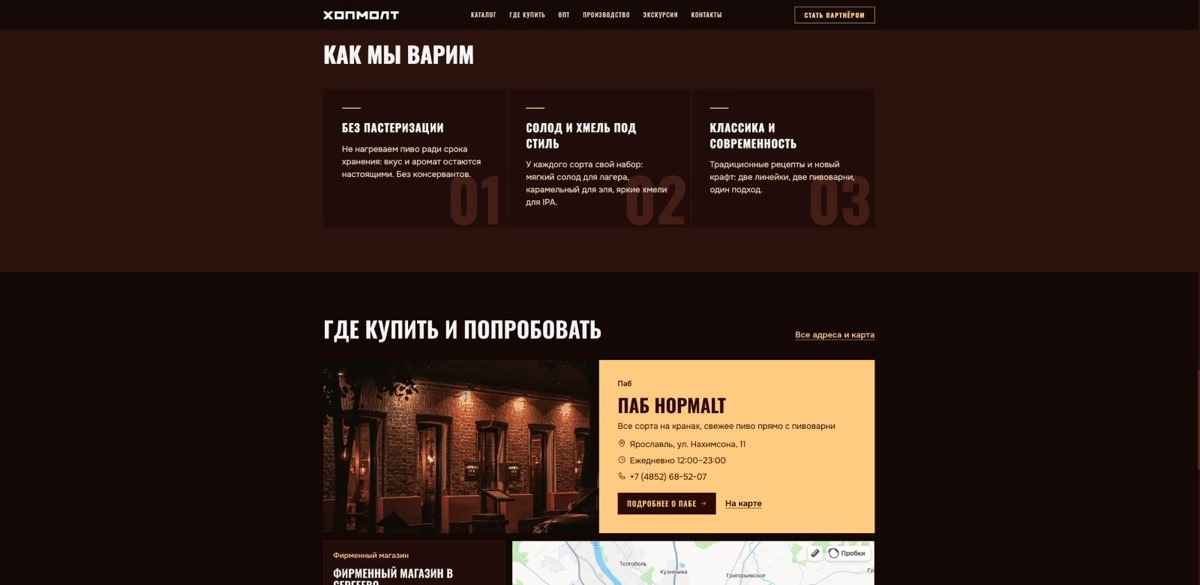 ХОПМОЛТ
КАТАЛОГ ГДЕ КУПИТЬ ОПТ ПРОИЗВОДСТВО ЭКСКУРСИИ КОНТАКТЫ
СТАТЬ ПАРТНЁРОМ
КАК МЫ ВАРИМ
БЕЗ ПАСТЕРИЗАЦИИ
Не нагреваем пиво ради срока
хранения: вкус и аромат остаются
настоящими. Без консервантов.
01
СОЛОД И ХМЕЛЬ ПОД
СТИЛЬ
У каждого сорта свой набор:
мягкий солод для лагера,
карамельный для эля, яркие хмели
для IPA.
02
КЛАССИКА И
СОВРЕМЕННОСТЬ
Традиционные рецепты и новый
крафт: две линейки, две пивоварни,
один подход.
03
ГДЕ КУПИТЬ И ПОПРОБОВАТЬ
Все адреса и карта
Паб
ПАБ HOPMALT
Все сорта на кранах, свежее пиво прямо с пивоварни
Ярославль, ул. Нахимсона, 11
Ежедневно 12:00–23:00
+7 (4852) 68-52-07
ПОДРОБНЕЕ О ПАБЕ →
На карте
Фирменный магазин
ФИРМЕННЫЙ МАГАЗИН В
Пробки
Толгоболь
Кузнечиха
Григорьевское